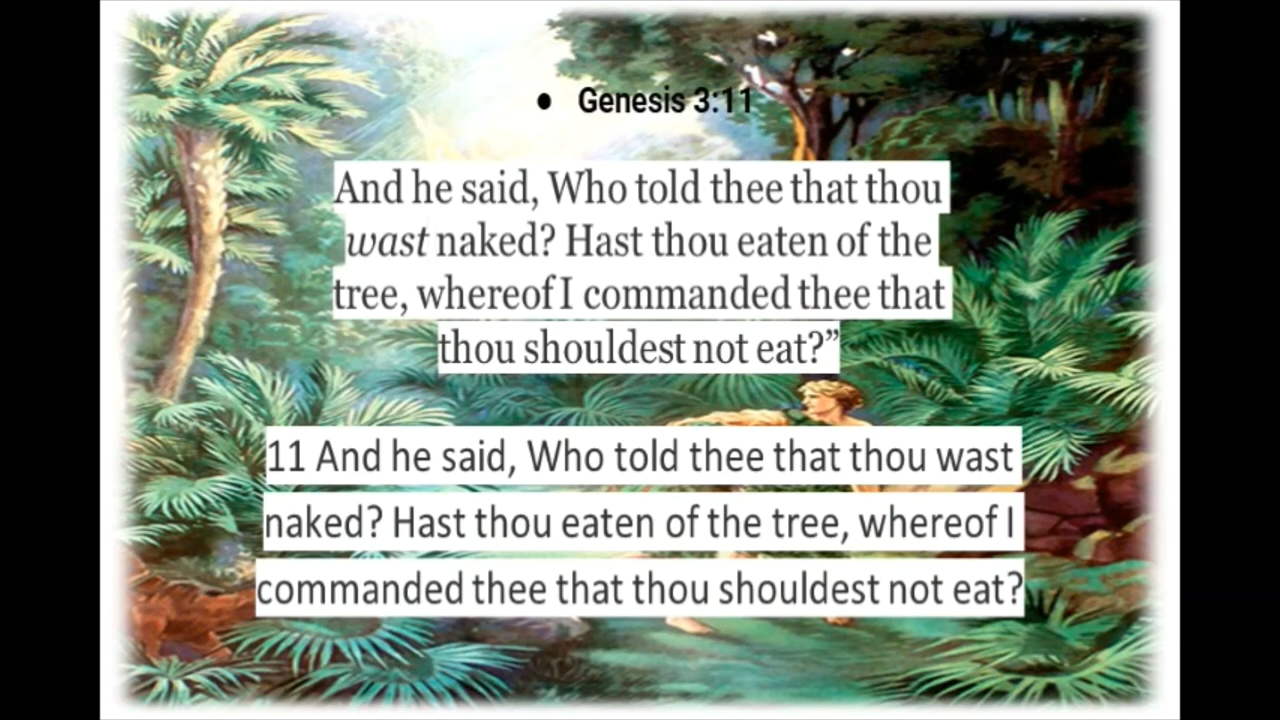 • Genesis 3:11
And he said, Who told thee that thou
wast naked? Hast thou eaten of the
tree, whereof I commanded thee that
thou shouldest not eat?”
11 And he said, Who told thee that thou wast
naked? Hast thou eaten of the tree, whereof I
commanded thee that thou shouldest not eat?